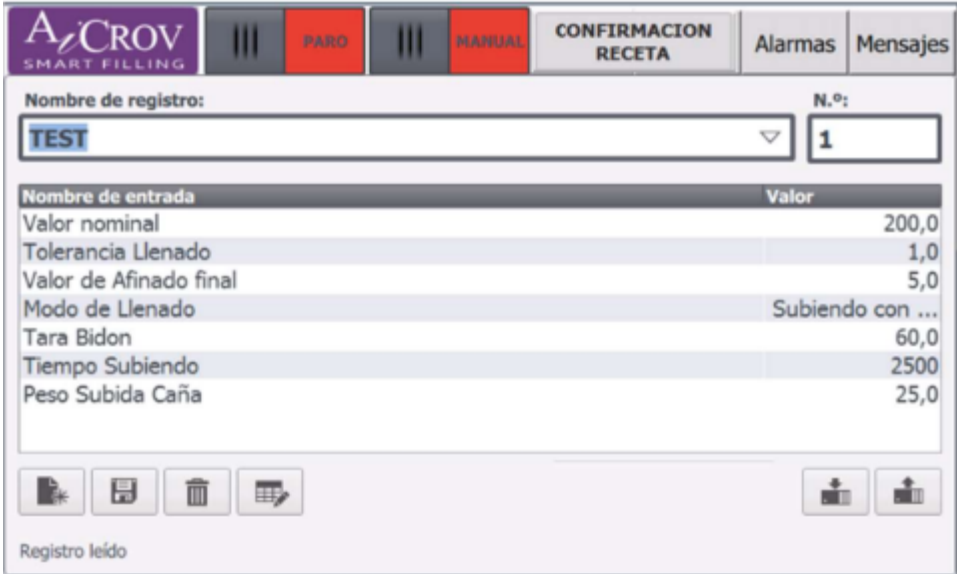 AiCROV
SMART FILLING
PARO
MANUAL
CONFIRMACION
RECETA
Alarmas
Mensajes
Nombre de registro:
N.º:
TEST
1
Nombre de entrada Valor
Valor nominal 200,0
Tolerancia Llenado 1,0
Valor de Afinado final 5,0
Modo de Llenado Subiendo con ...
Tara Bidon 60,0
Tiempo Subiendo 2500
Peso Subida Caña 25,0
Registro leído